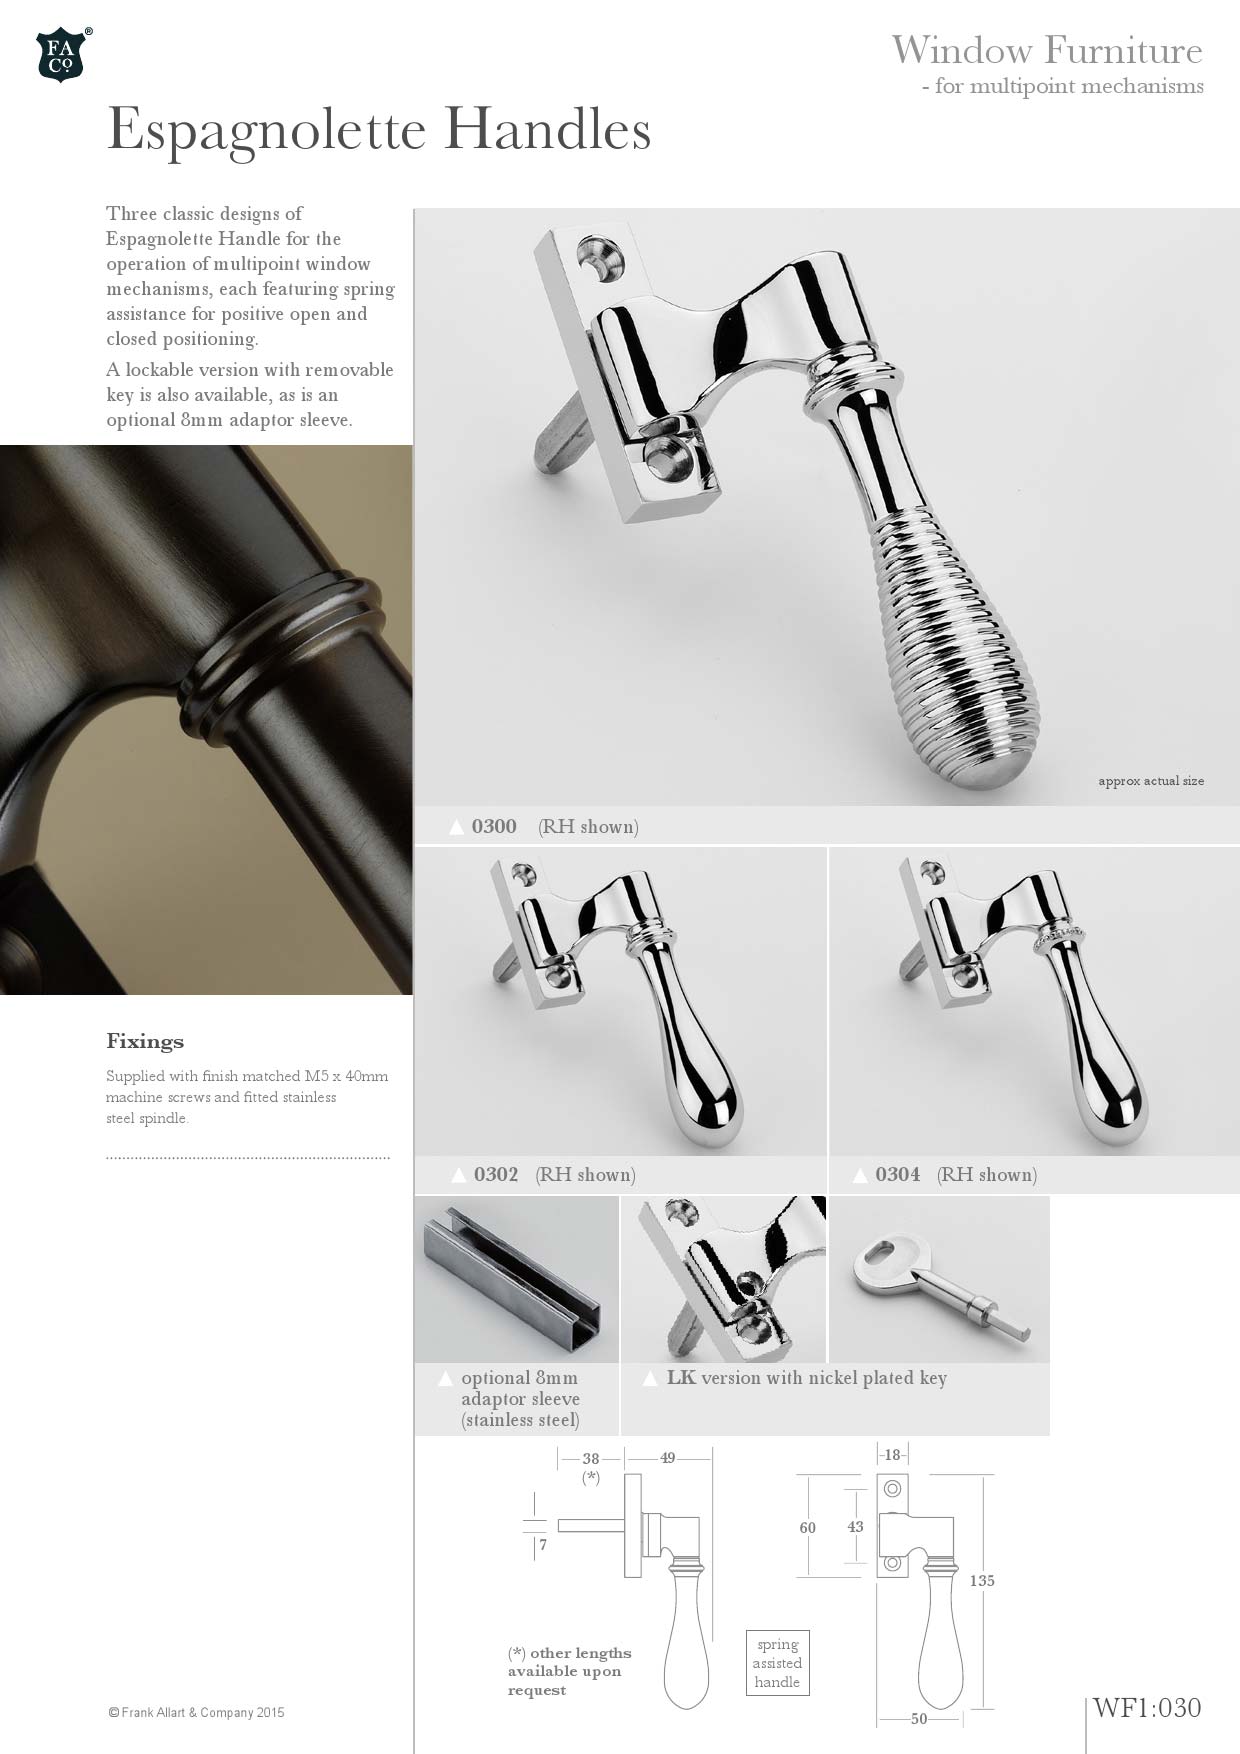 FA
Co.
®
Window Furniture
- for multipoint mechanisms
Espagnolette Handles
Three classic designs of
Espagnolette Handle for the
operation of multipoint window
mechanisms, each featuring spring
assistance for positive open and
closed positioning.
A lockable version with removable
key is also available, as is an
optional 8mm adaptor sleeve.
approx actual size
0300 (RH shown)
0302 (RH shown)
0304 (RH shown)
Fixings
Supplied with finish matched M5 x 40mm
machine screws and fitted stainless
steel spindle.
optional 8mm
adaptor sleeve
(stainless steel)
LK version with nickel plated key
38
(*)
49
7
18
60
43
135
50
(*) other lengths
available upon
request
spring
assisted
handle
© Frank Allart & Company 2015
WF1:030